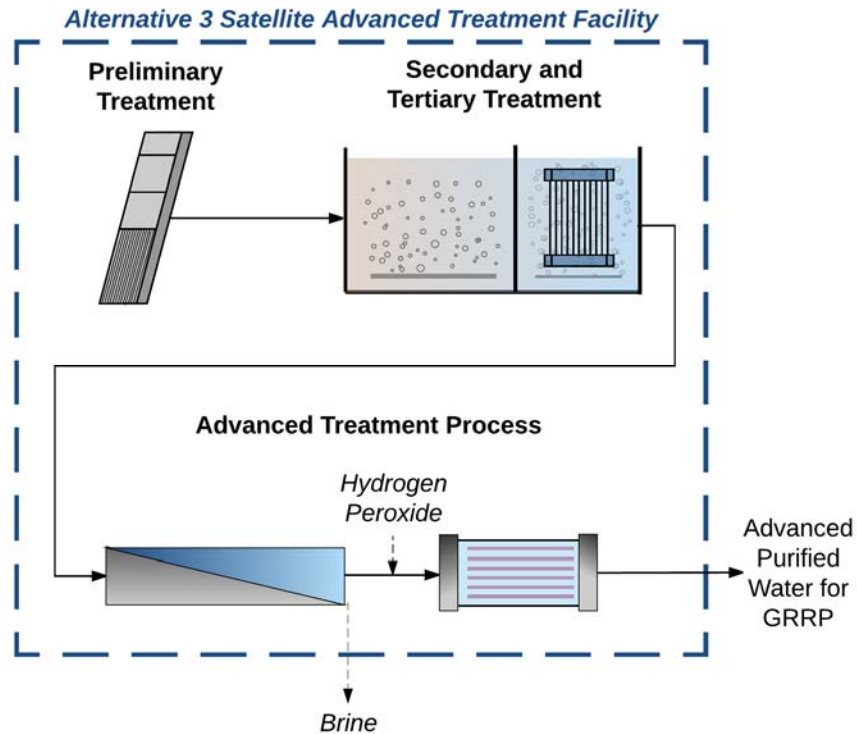 Alternative 3 Satellite Advanced Treatment Facility
Preliminary
Treatment
Secondary and
Tertiary Treatment
Advanced Treatment Process
Hydrogen
Peroxide
Advanced
Purified
Water for
GRRP
Brine